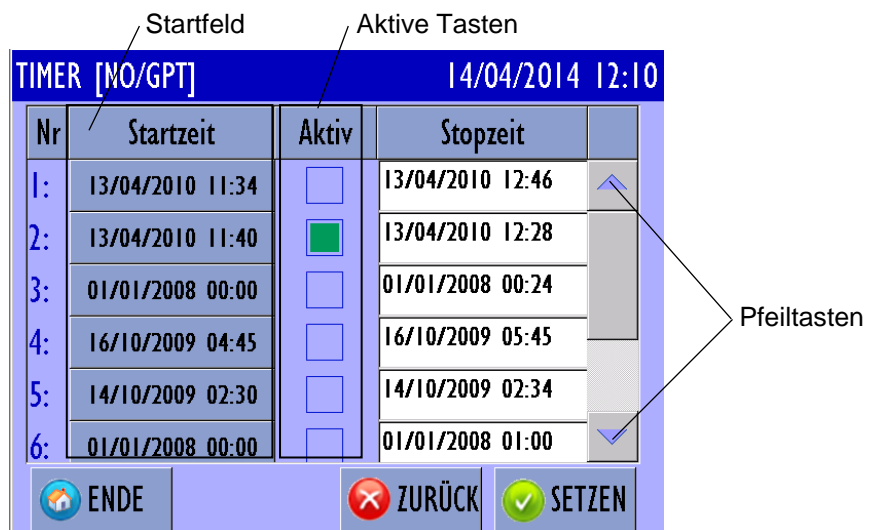 Startfeld Aktive Tasten
TIMER [NO/GPT] 14/04/2014 12:10
Nr Startzeit Aktiv Stopzeit
1: 13/04/2010 11:34 13/04/2010 12:46
2: 13/04/2010 11:40 13/04/2010 12:28
3: 01/01/2008 00:00 01/01/2008 00:24
Pfeiltasten
4: 16/10/2009 04:45 16/10/2009 05:45
5: 14/10/2009 02:30 14/10/2009 02:34
6: 01/01/2008 00:00 01/01/2008 01:00
ENDE ZURÜCK SETZEN